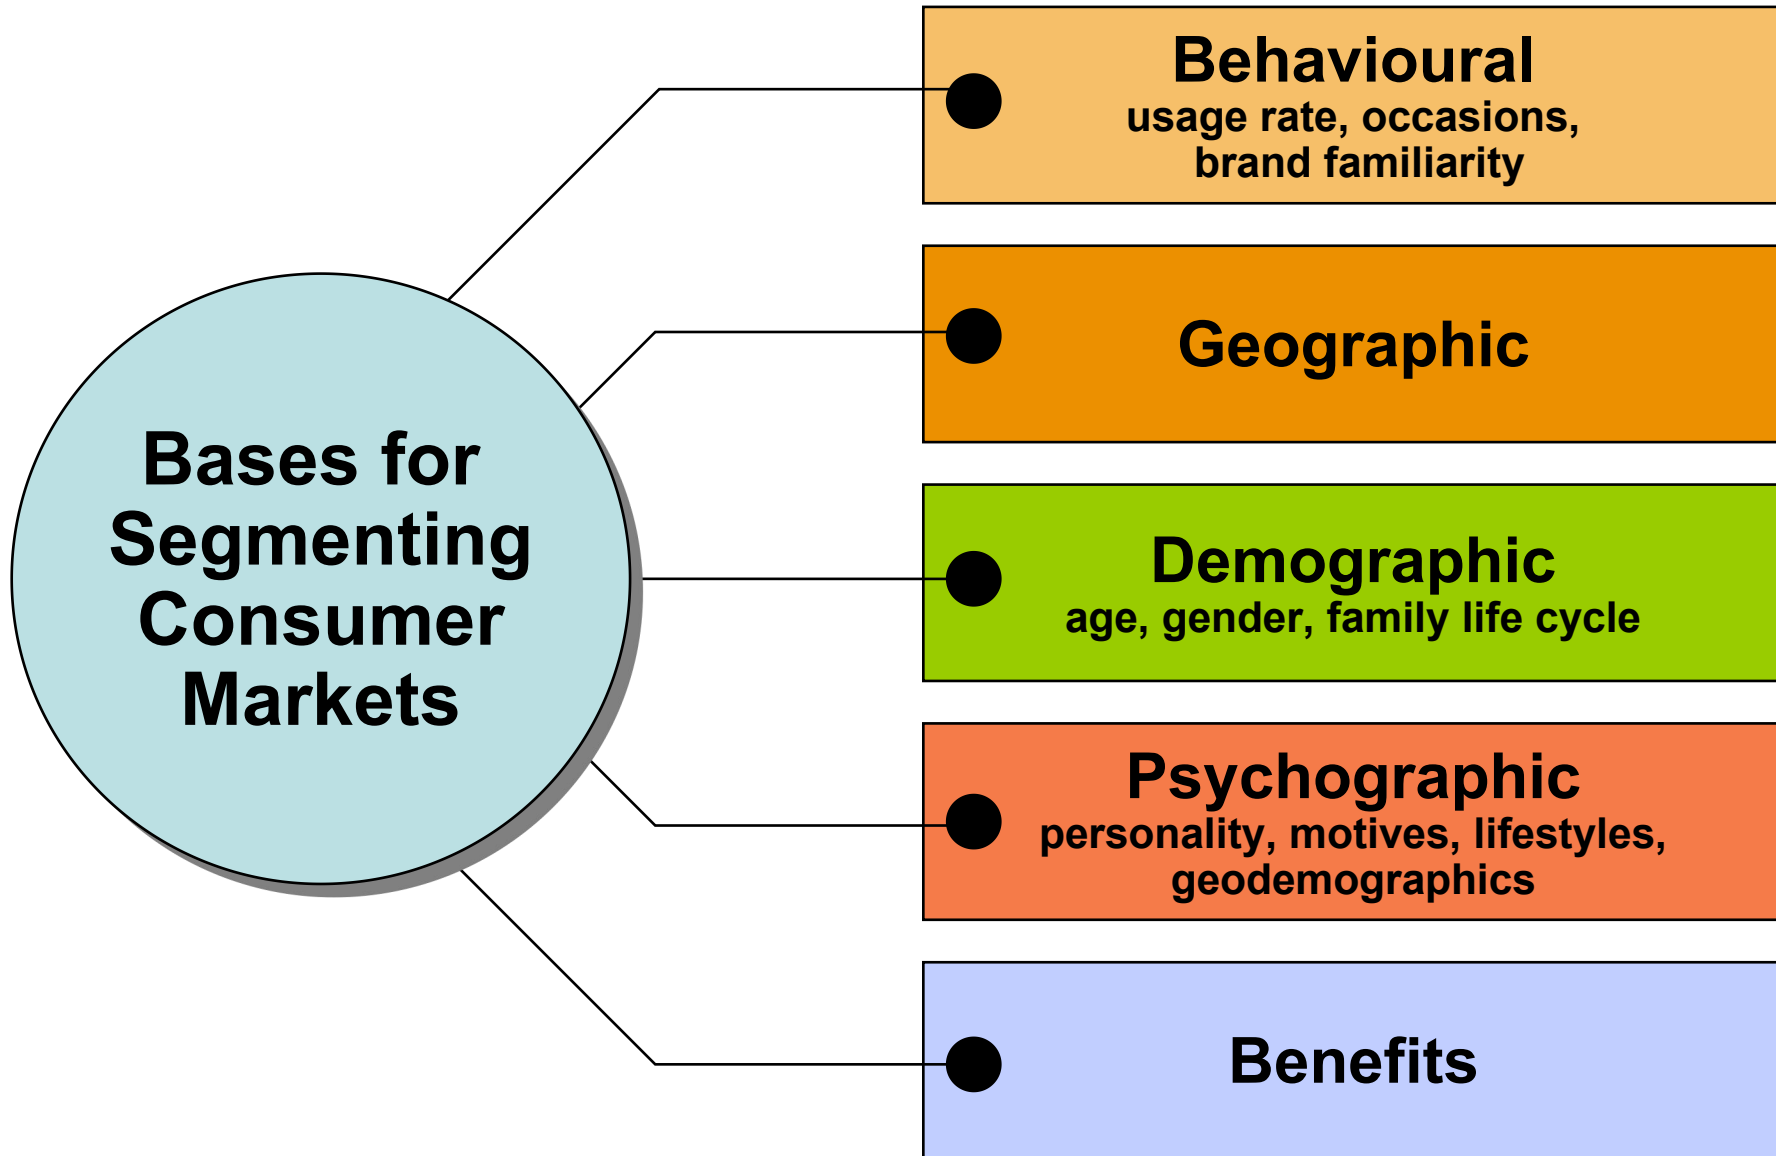 Bases for
Segmenting
Consumer
Markets
Behavioural
usage rate, occasions,
brand familiarity
Geographic
Demographic
age, gender, family life cycle
Psychographic
personality, motives, lifestyles,
geodemographics
Benefits